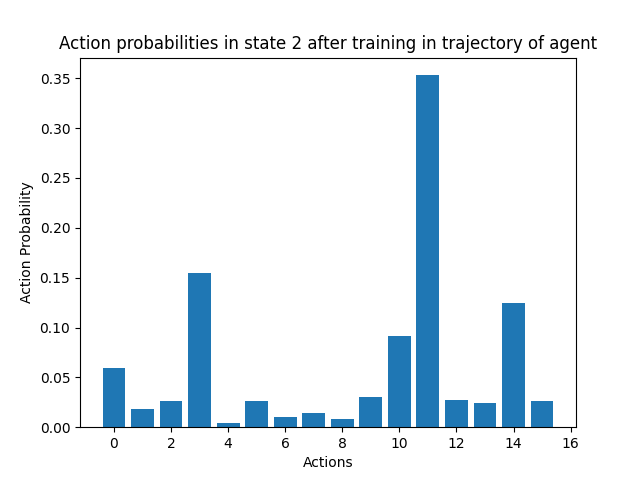 Action probabilities in state 2 after training in trajectory of agent
0.35
0.30
0.25
0.20
0.15
0.10
0.05
0.00
Action Probability
0 2 4 6 8 10 12 14 16
Actions